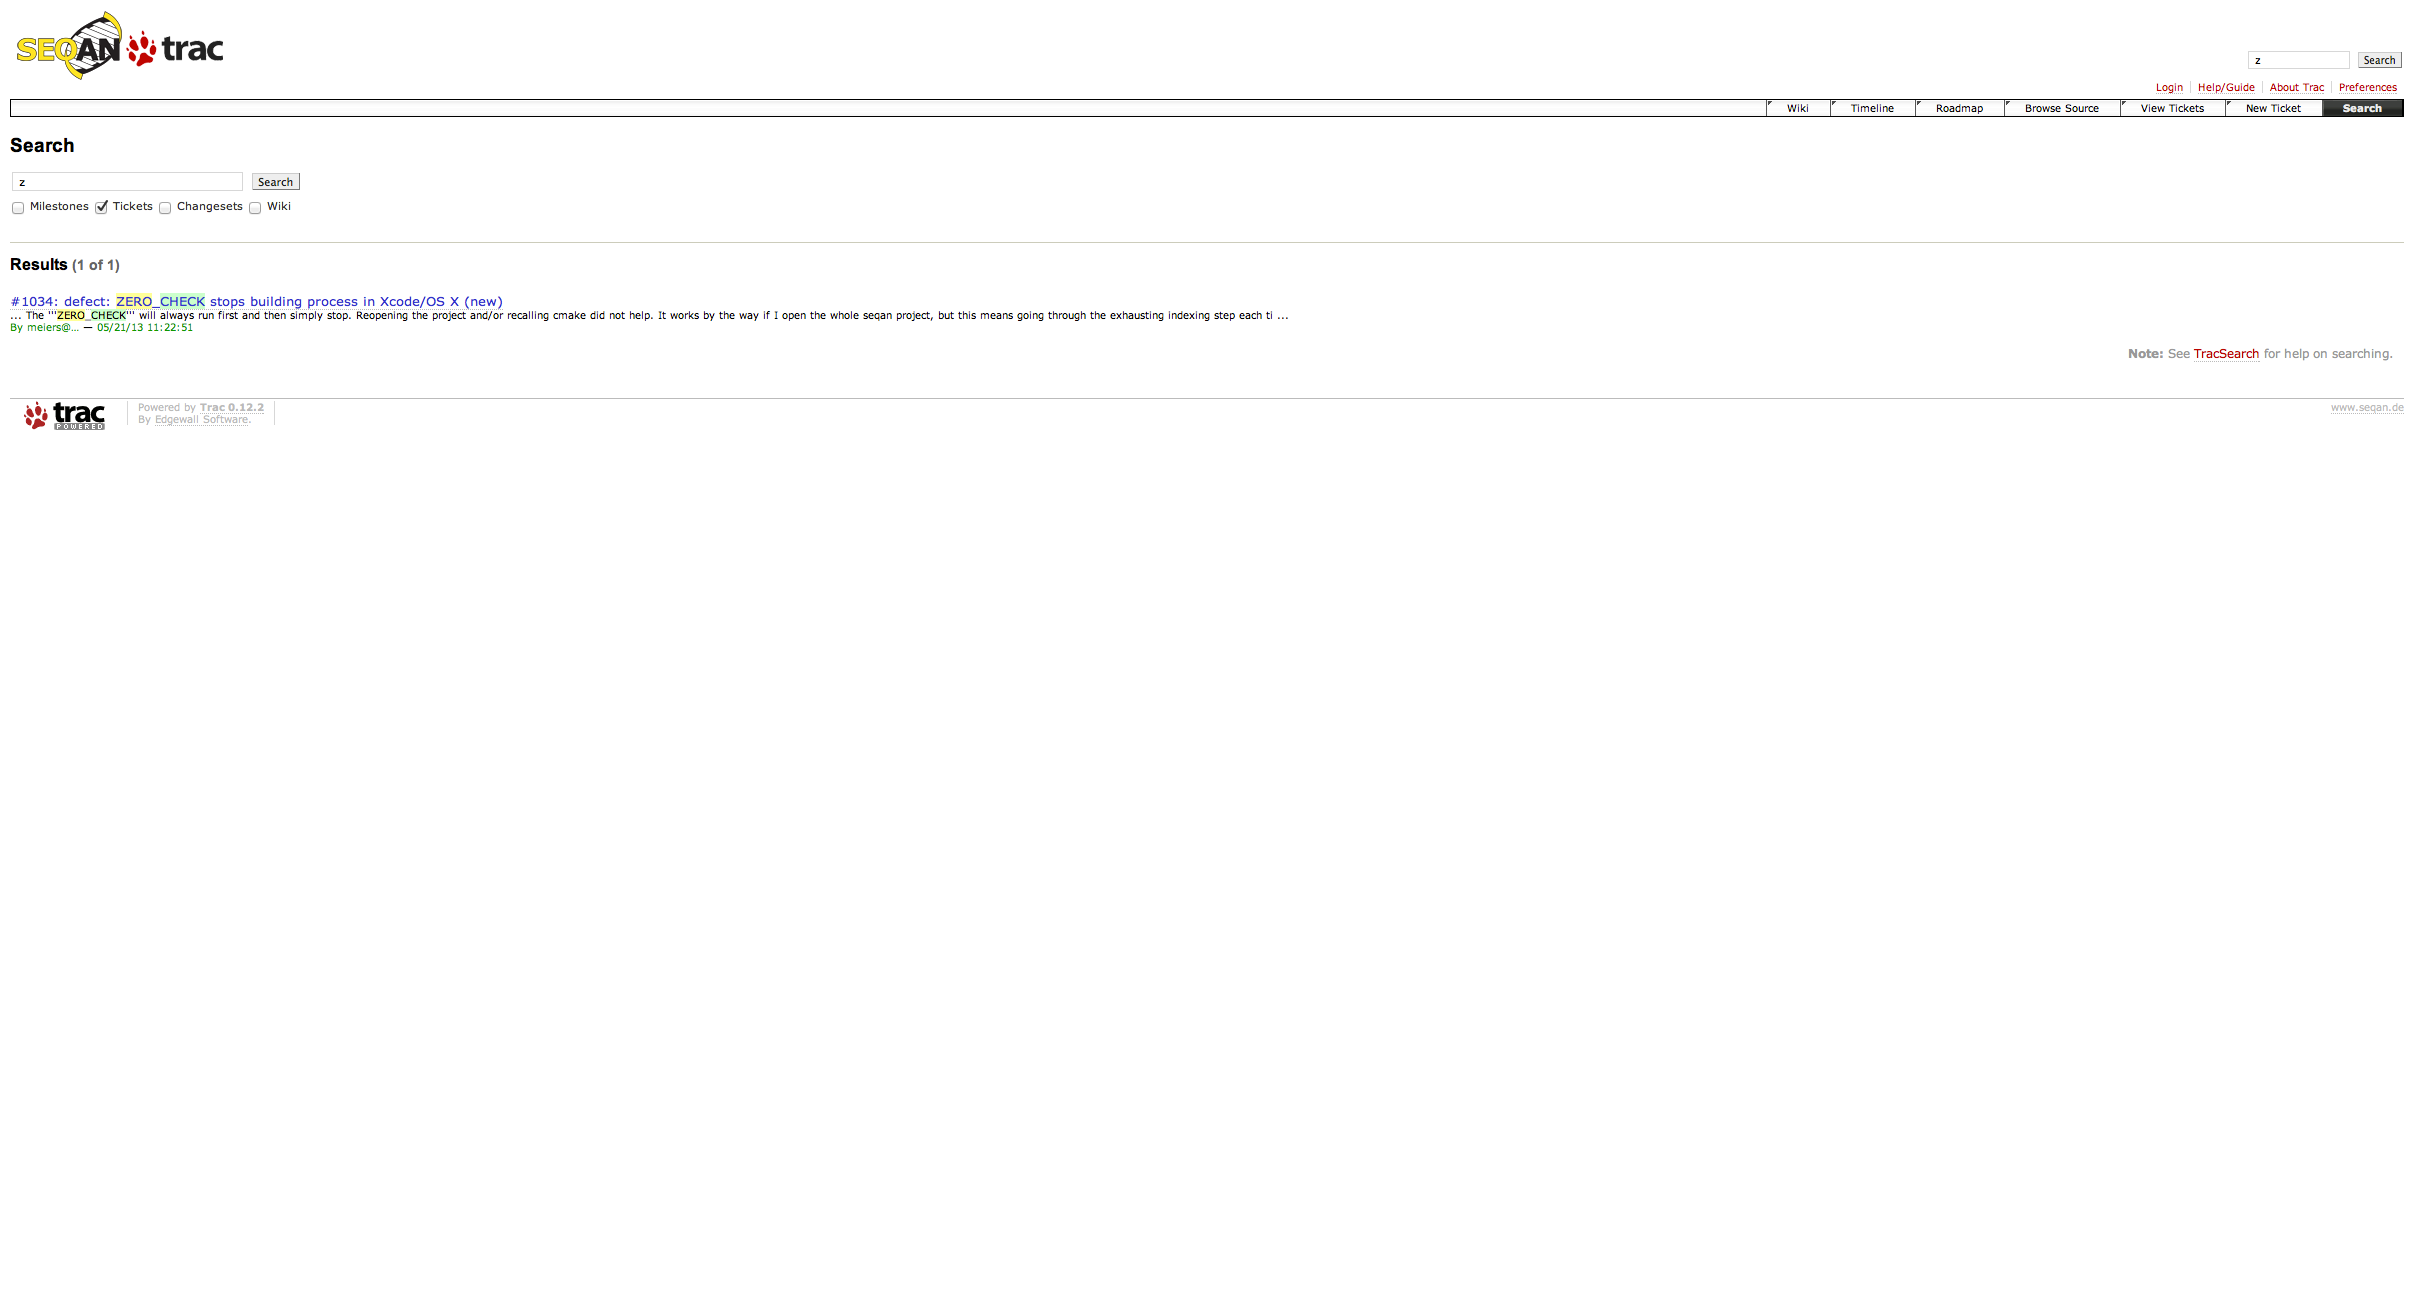 SEQAN trac
z Search
Login Help/Guide About Trac Preferences
Wiki Timeline Roadmap Browse Source View Tickets New Ticket Search
Search
z Search
Milestones Tickets Changesets Wiki
Results (1 of 1)
#1034: defect: ZERO_CHECK stops building process in Xcode/OS X (new)
... The '''ZERO_CHECK''' will always run first and then simply stop. Reopening the project and/or recalling cmake did not help. It works by the way if I open the whole seqan project, but this means going through the exhausting indexing step each ti ...
By meiers@… — 05/21/13 11:22:51
Note: See TracSearch for help on searching.
trac POWERED
Powered by Trac 0.12.2
By Edgewall Software.
www.seqan.de